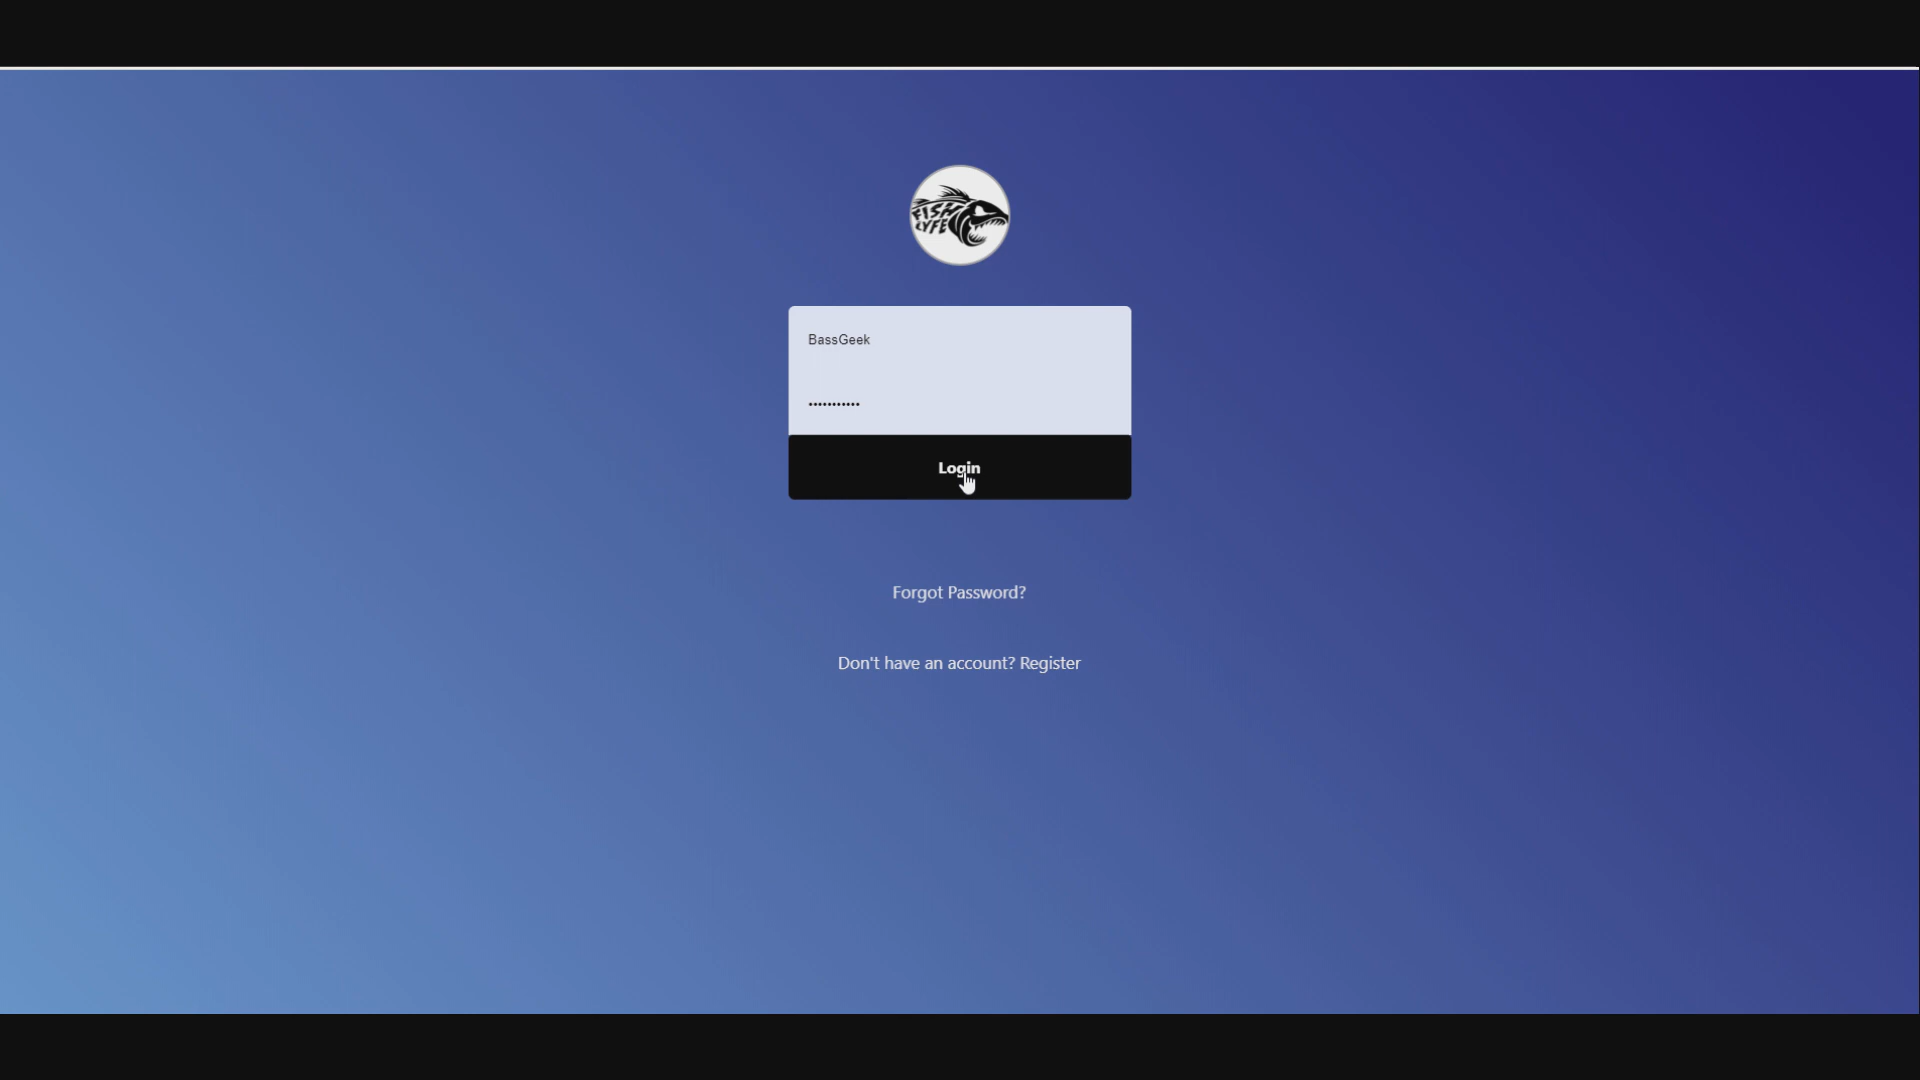 FISH
LYFE
BassGeek
•••••••••••
Login
Forgot Password?
Don't have an account? Register